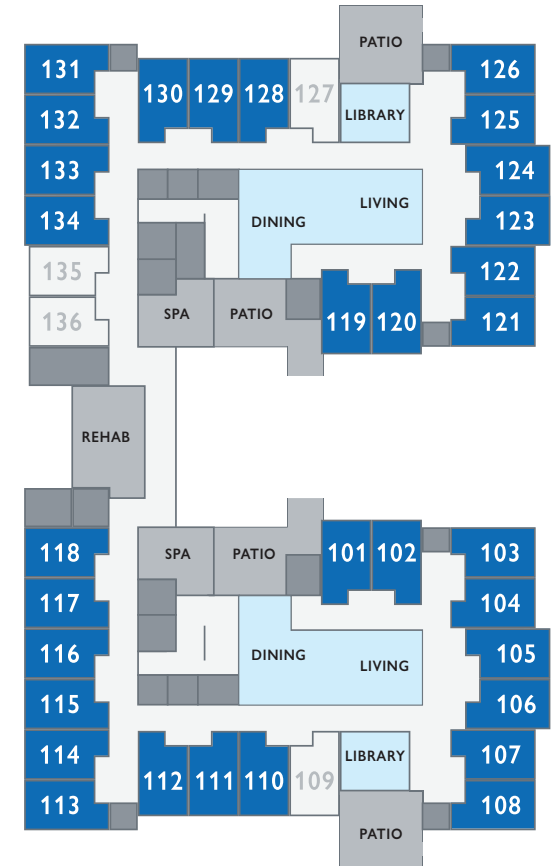 PATIO
131
126
130
129
128
127
LIBRARY
132
125
133
124
LIVING
DINING
134
123
135
122
SPA
PATIO
119
120
121
136
REHAB
118
SPA
PATIO
101
102
103
117
104
116
DINING
LIVING
105
115
106
114
112
111
110
109
LIBRARY
107
113
108
PATIO